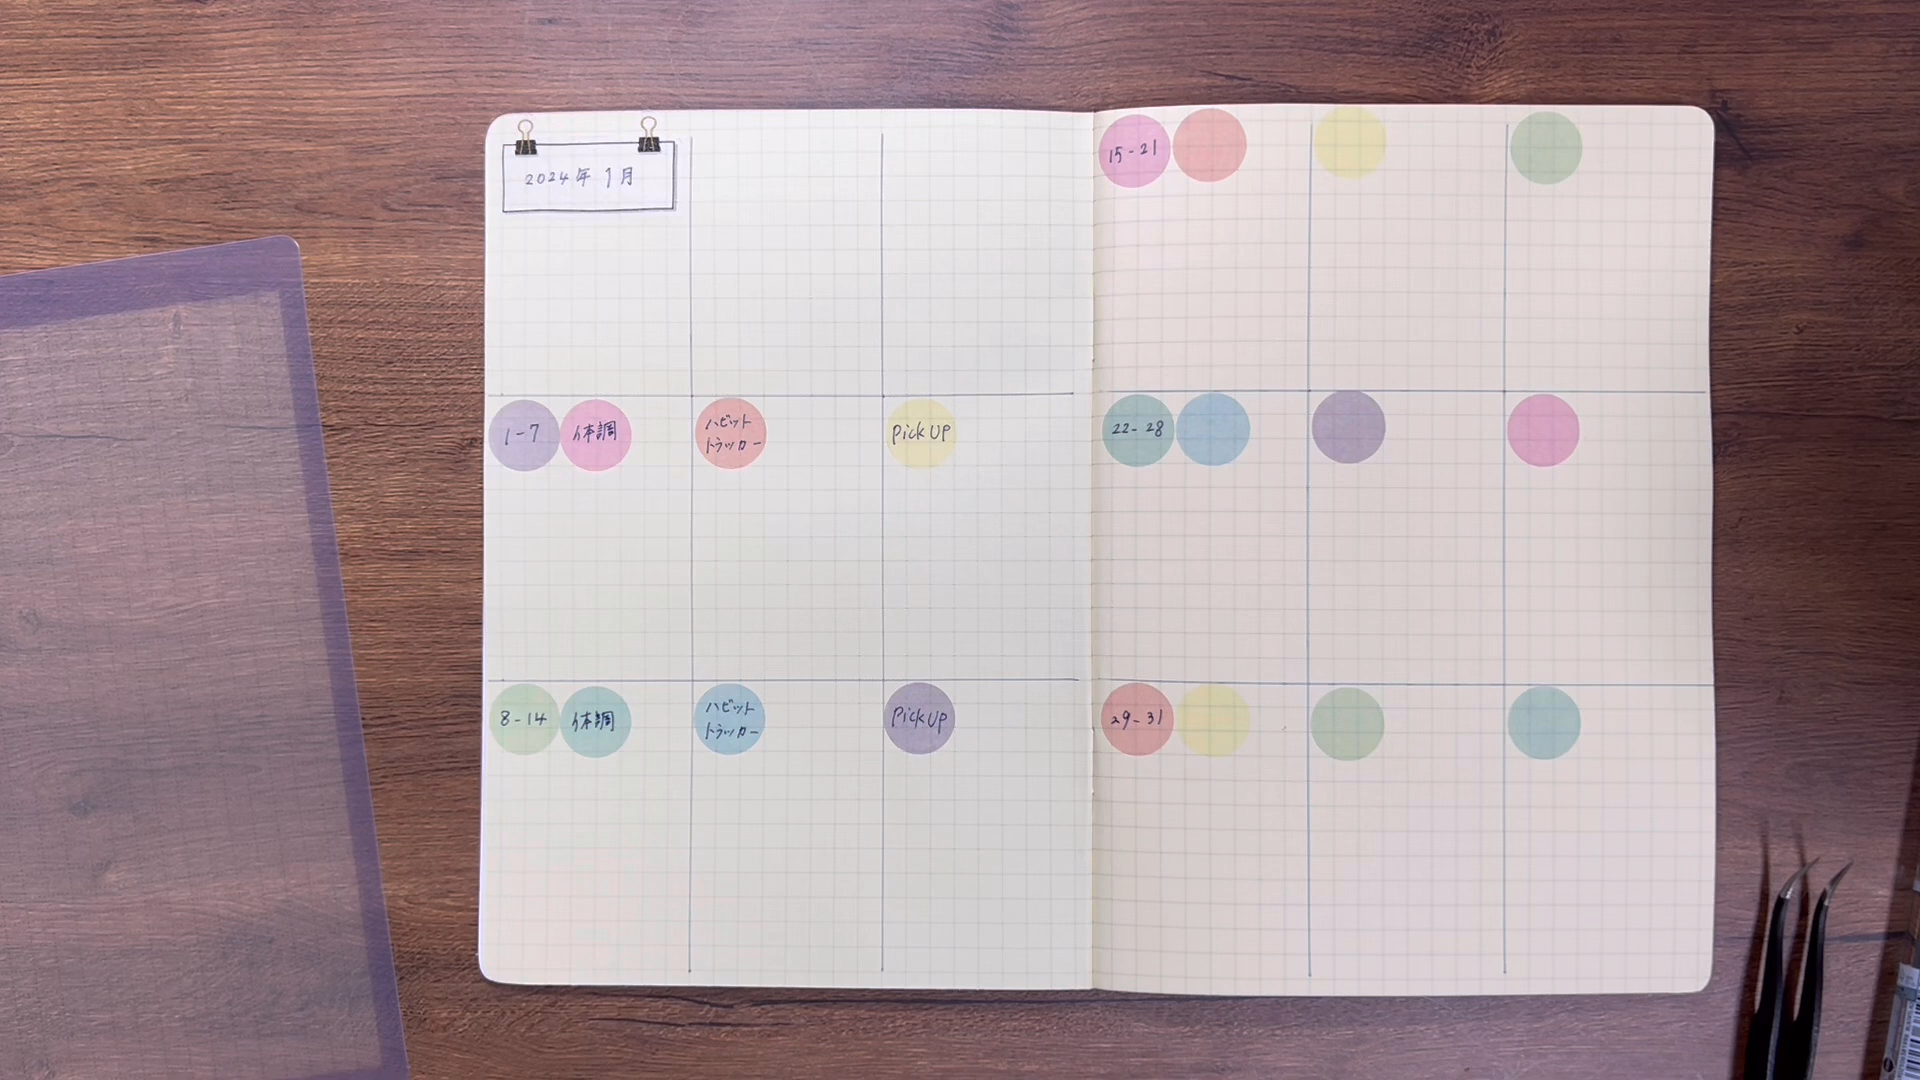 2024年 1月
1-7
体調
ハビット
トラッカー
Pick UP
8-14
体調
ハビット
トラッカー
Pick UP
15-21
22-28
29-31